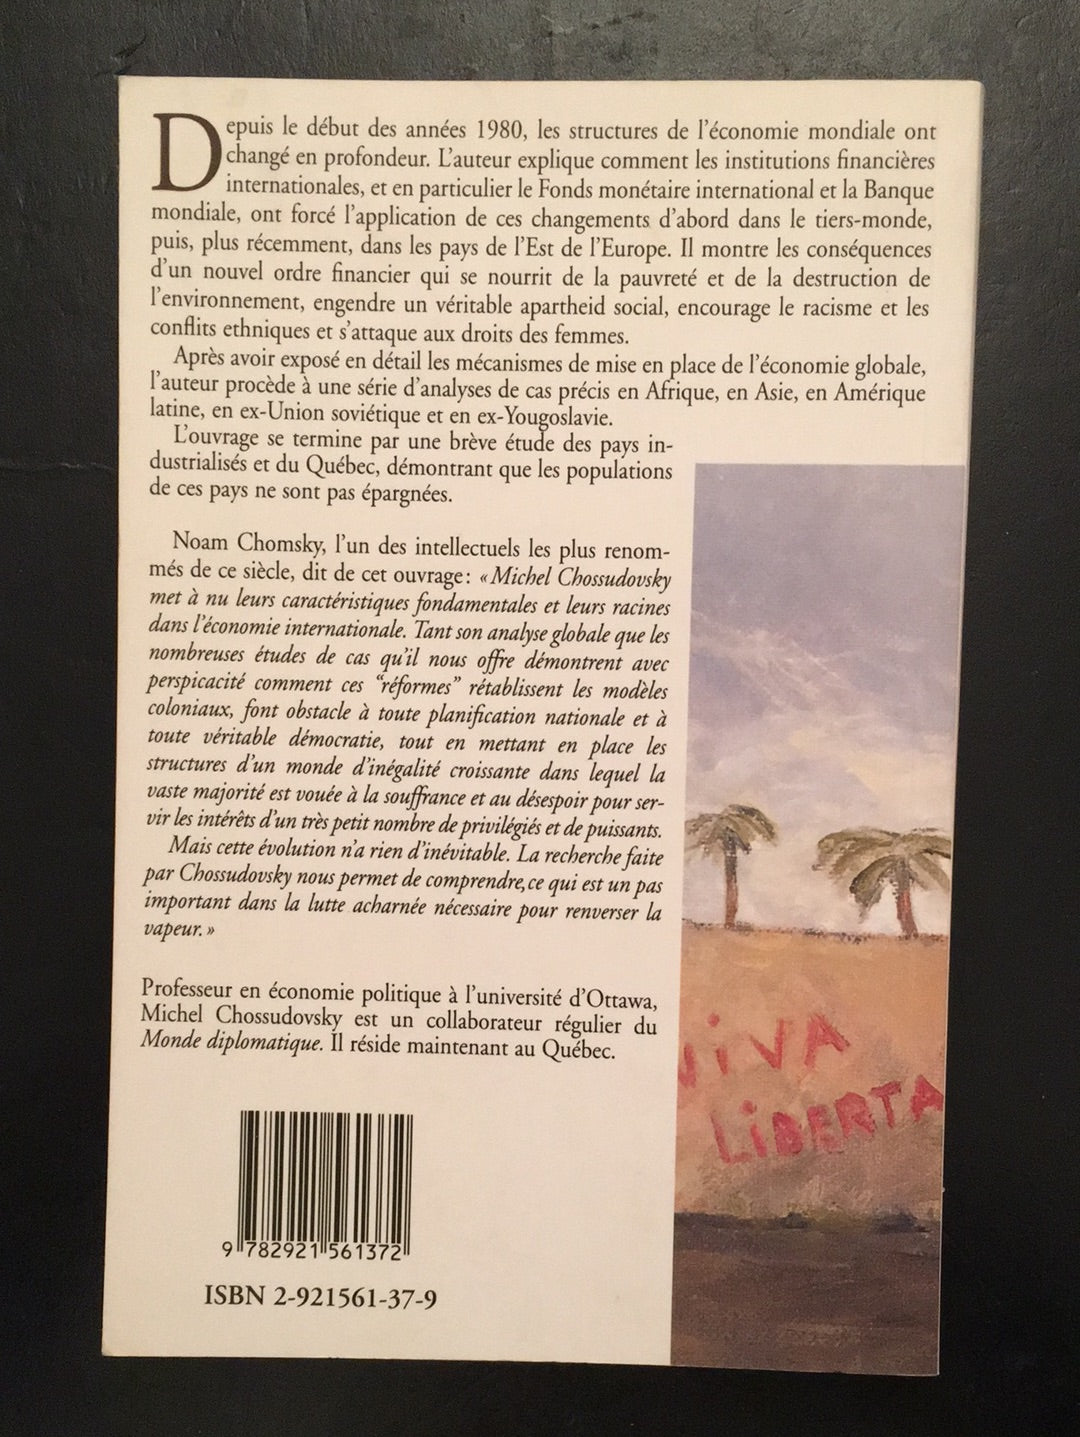 Depuis le début des années 1980, les structures de l'économie mondiale ont
changé en profondeur. L'auteur explique comment les institutions financières
internationales, et en particulier le Fonds monétaire international et la Banque
mondiale, ont forcé l'application de ces changements d'abord dans le tiers-monde,
puis, plus récemment, dans les pays de l'Est de l'Europe. Il montre les conséquences
d'un nouvel ordre financier qui se nourrit de la pauvreté et de la destruction de
l'environnement, engendre un véritable apartheid social, encourage le racisme et les
conflits ethniques et s'attaque aux droits des femmes.
Après avoir exposé en détail les mécanismes de mise en place de l'économie globale,
l'auteur procède à une série d'analyses de cas précis en Afrique, en Asie, en Amérique
latine, en ex-Union soviétique et en ex-Yougoslavie.
L'ouvrage se termine par une brève étude des pays in-
dustrialisés et du Québec, démontrant que les populations
de ces pays ne sont pas épargnées.
Noam Chomsky, l'un des intellectuels les plus renom-
més de ce siècle, dit de cet ouvrage: « Michel Chossudovsky
met à nu leurs caractéristiques fondamentales et leurs racines
dans l'économie internationale. Tant son analyse globale que les
nombreuses études de cas qu'il nous offre démontrent avec
perspicacité comment ces "réformes" rétablissent les modèles
coloniaux, font obstacle à toute planification nationale et à
toute véritable démocratie, tout en mettant en place les
structures d'un monde d'inégalité croissante dans lequel la
vaste majorité est vouée à la souffrance et au désespoir pour ser-
vir les intérêts d'un très petit nombre de privilégiés et de puissants.
Mais cette évolution n'a rien d'inévitable. La recherche faite
par Chossudovsky nous permet de comprendre, ce qui est un pas
important dans la lutte acharnée nécessaire pour renverser la
vapeur. »
Professeur en économie politique à l'université d'Ottawa,
Michel Chossudovsky est un collaborateur régulier du
Monde diplomatique. Il réside maintenant au Québec.
ViVA
LiBERTA
9 782921 561372
ISBN 2-921561-37-9